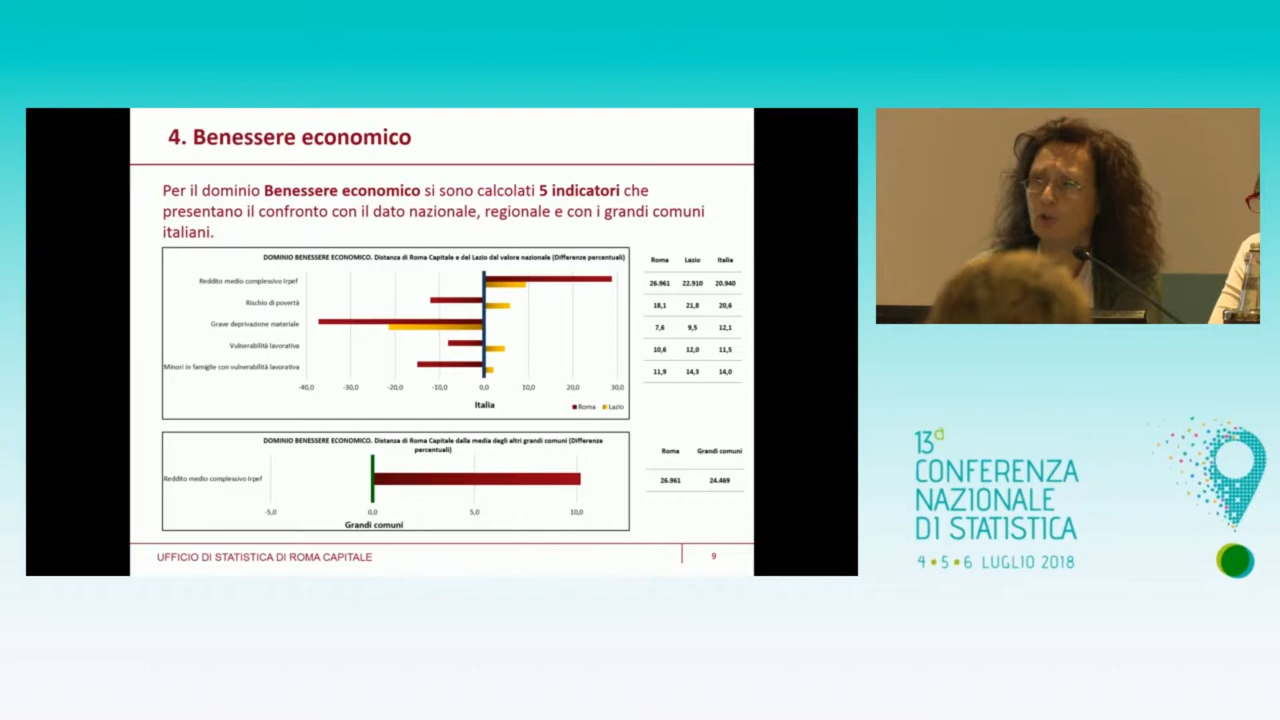 4. Benessere economico
Per il dominio Benessere economico si sono calcolati 5 indicatori che
presentano il confronto con il dato nazionale, regionale e con i grandi comuni
italiani.
DOMINIO BENESSERE ECONOMICO. Distanza di Roma Capitale e del Lazio dal valore nazionale (Differenze percentuali)
Reddito medio complessivo Irpef
Rischio di povertà
Grave deprivazione materiale
Vulnerabilità lavorativa
Minori in famiglie con vulnerabilità lavorativa
-40,0 -30,0 -20,0 -10,0 0,0 10,0 20,0 30,0
Italia
Roma Lazio
Roma Lazio Italia
26.961 22.910 20.940
18,1 21,8 20,6
7,6 9,5 12,1
10,6 12,0 11,5
11,9 14,3 14,0
DOMINIO BENESSERE ECONOMICO. Distanza di Roma Capitale dalla media degli altri grandi comuni (Differenze
percentuali)
Reddito medio complessivo Irpef
-5,0 0,0 5,0 10,0
Grandi comuni
Roma Grandi comuni
26.961 24.469
UFFICIO DI STATISTICA DI ROMA CAPITALE
9
13a
CONFERENZA
NAZIONALE
DI STATISTICA
4 • 5 • 6 LUGLIO 2018